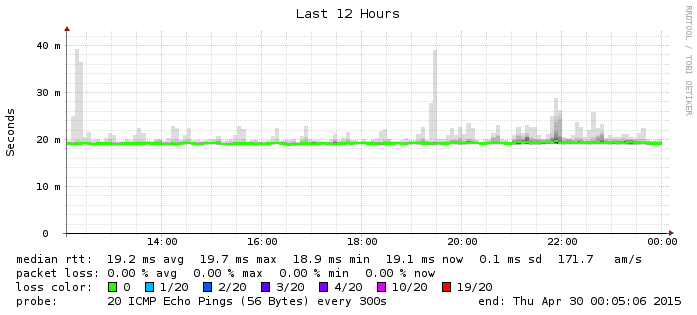 Last 12 Hours
RRDTOOL / TOBI OETIKER
Seconds
40 m
30 m
20 m
10 m
0
14:00 16:00 18:00 20:00 22:00 00:00
median rtt: 19.2 ms avg 19.7 ms max 18.9 ms min 19.1 ms now 0.1 ms sd 171.7 am/s
packet loss: 0.00 % avg 0.00 % max 0.00 % min 0.00 % now
loss color: 0 1/20 2/20 3/20 4/20 10/20 19/20
probe: 20 ICMP Echo Pings (56 Bytes) every 300s end: Thu Apr 30 00:05:06 2015